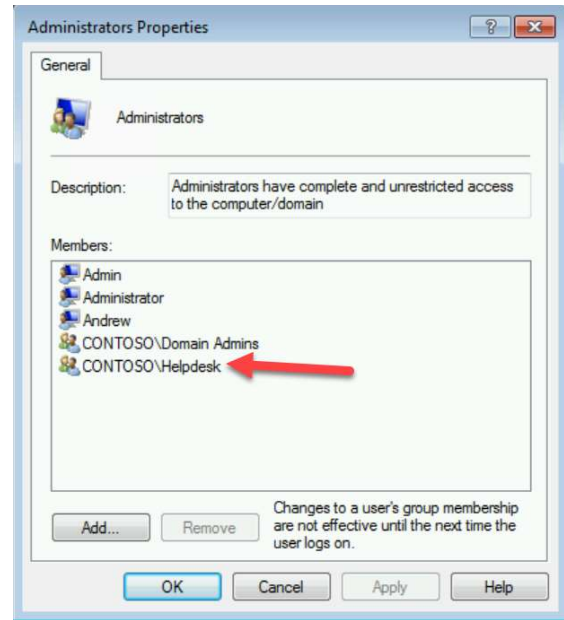 Administrators Properties
?
General
Administrators
Description:
Administrators have complete and unrestricted access
to the computer/domain
Members:
Admin
Administrator
Andrew
CONTOSO\Domain Admins
CONTOSO\Helpdesk
Add...
Remove
Changes to a user's group membership
are not effective until the next time the
user logs on.
OK
Cancel
Apply
Help